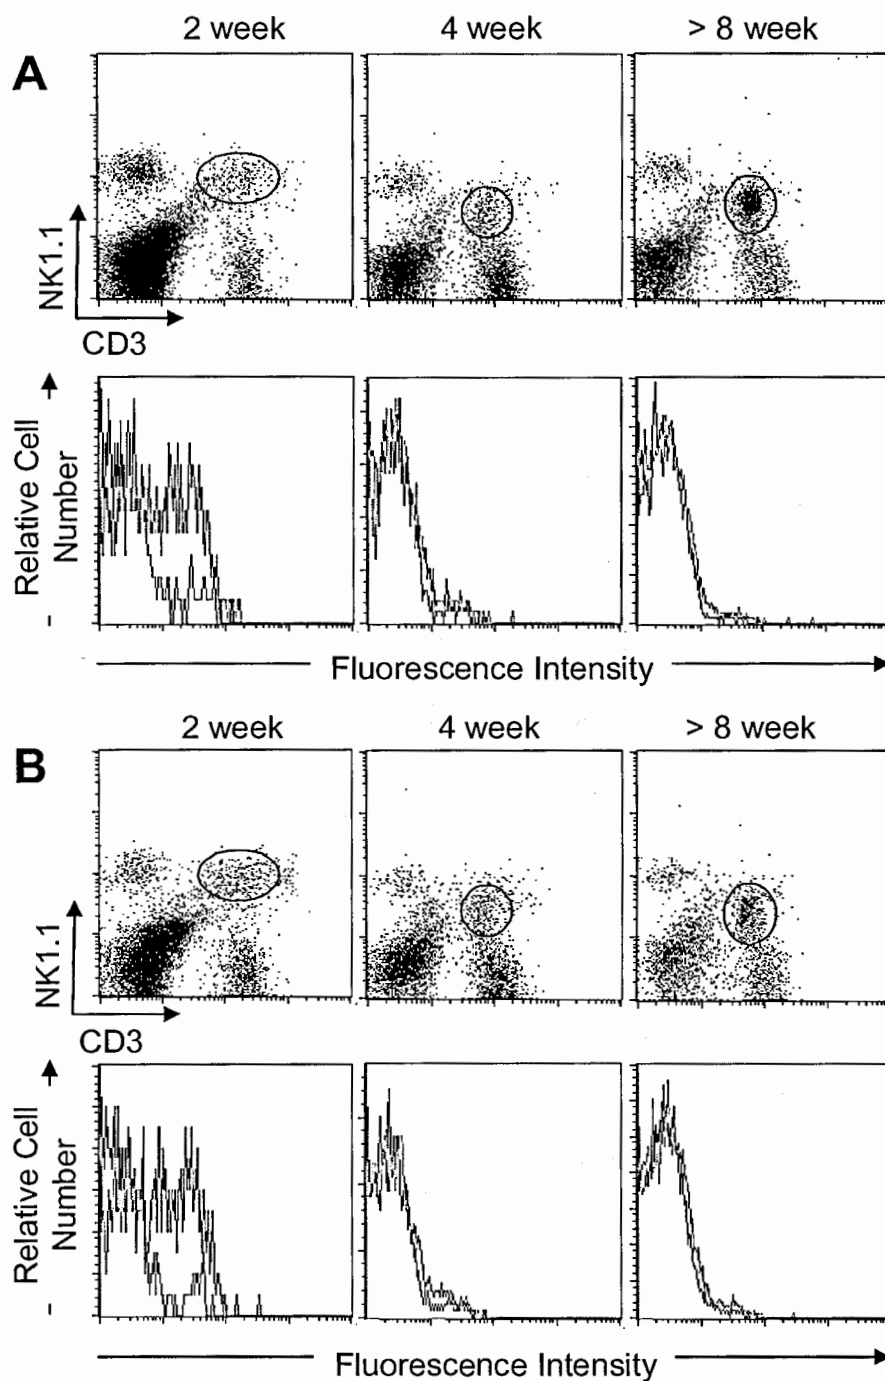 2 week 4 week > 8 week
A
NK1.1
CD3
Relative Cell
Number
Fluorescence Intensity
2 week 4 week > 8 week
B
NK1.1
CD3
Relative Cell
Number
Fluorescence Intensity